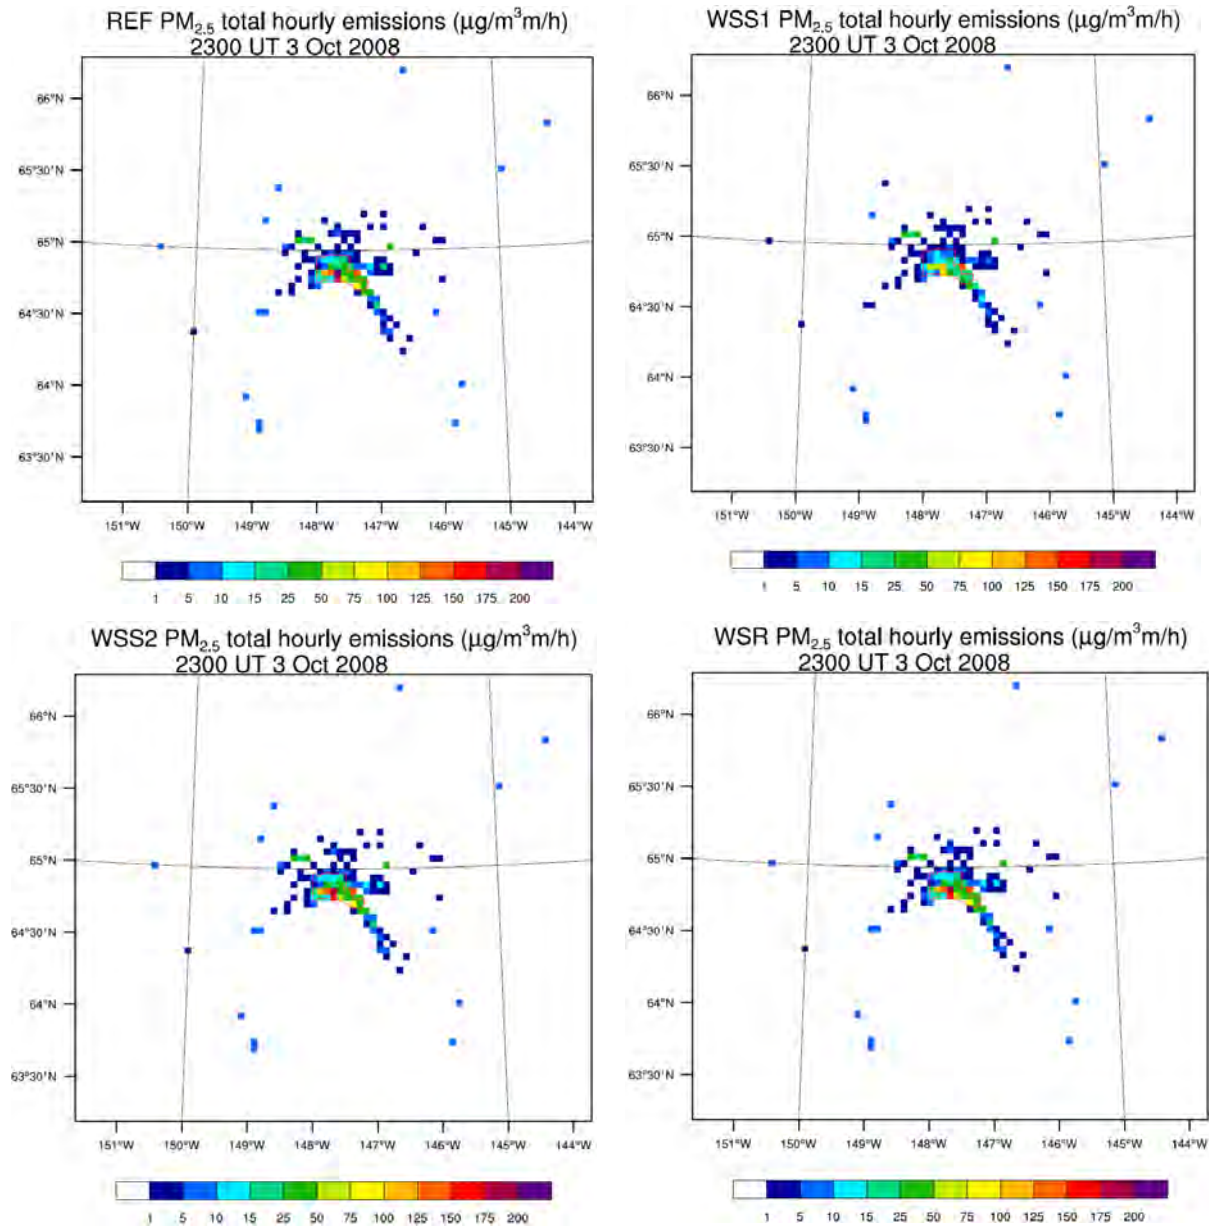 REF PM2.5 total hourly emissions (µg/m³m/h)
2300 UT 3 Oct 2008
66°N
65°30'N
65°N
64°30'N
64°N
63°30'N
151°W 150°W 149°W 148°W 147°W 146°W 145°W 144°W
1 5 10 15 25 50 75 100 125 150 175 200
WSS1 PM2.5 total hourly emissions (µg/m³m/h)
2300 UT 3 Oct 2008
66°N
65°30'N
65°N
64°30'N
64°N
63°30'N
151°W 150°W 149°W 148°W 147°W 146°W 145°W 144°W
1 5 10 15 25 50 75 100 125 150 175 200
WSS2 PM2.5 total hourly emissions (µg/m³m/h)
2300 UT 3 Oct 2008
66°N
65°30'N
65°N
64°30'N
64°N
63°30'N
151°W 150°W 149°W 148°W 147°W 146°W 145°W 144°W
1 5 10 15 25 50 75 100 125 150 175 200
WSR PM2.5 total hourly emissions (µg/m³m/h)
2300 UT 3 Oct 2008
66°N
65°30'N
65°N
64°30'N
64°N
63°30'N
151°W 150°W 149°W 148°W 147°W 146°W 145°W 144°W
1 5 10 15 25 50 75 100 125 150 175 200